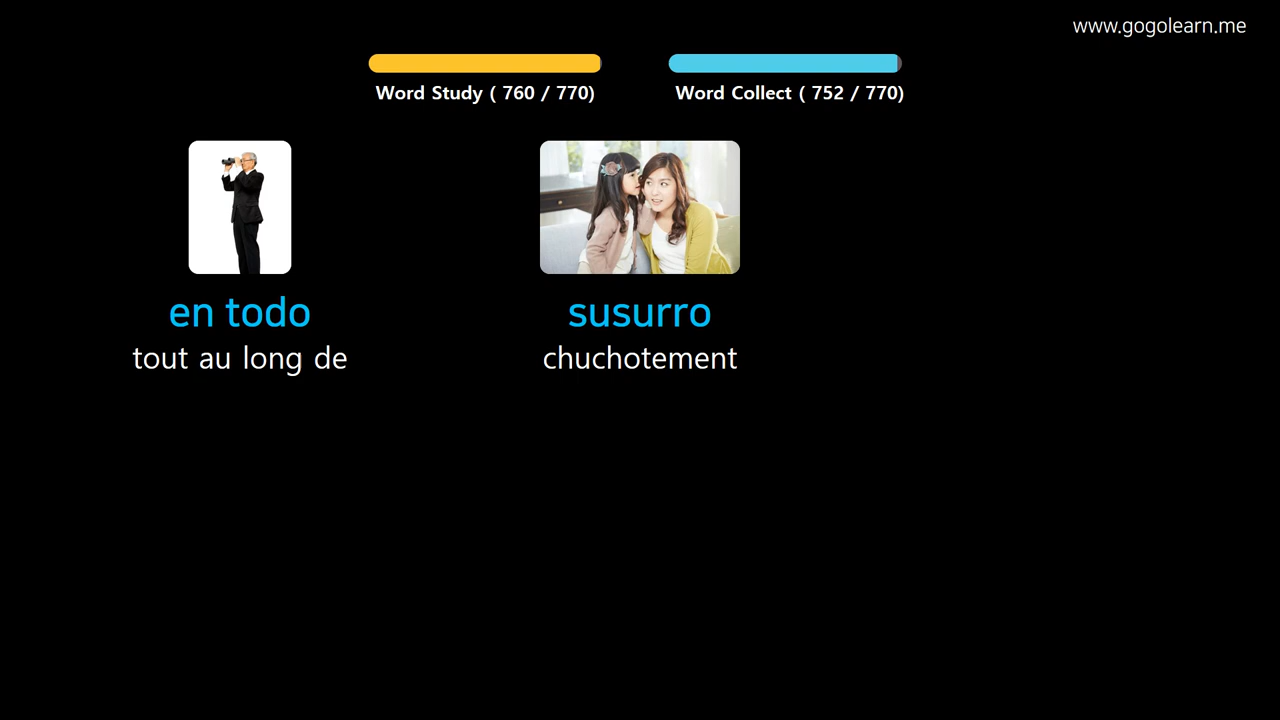 www.gogolearn.me
Word Study ( 760 / 770)
Word Collect ( 752 / 770)
en todo
tout au long de
susurro
chuchotement